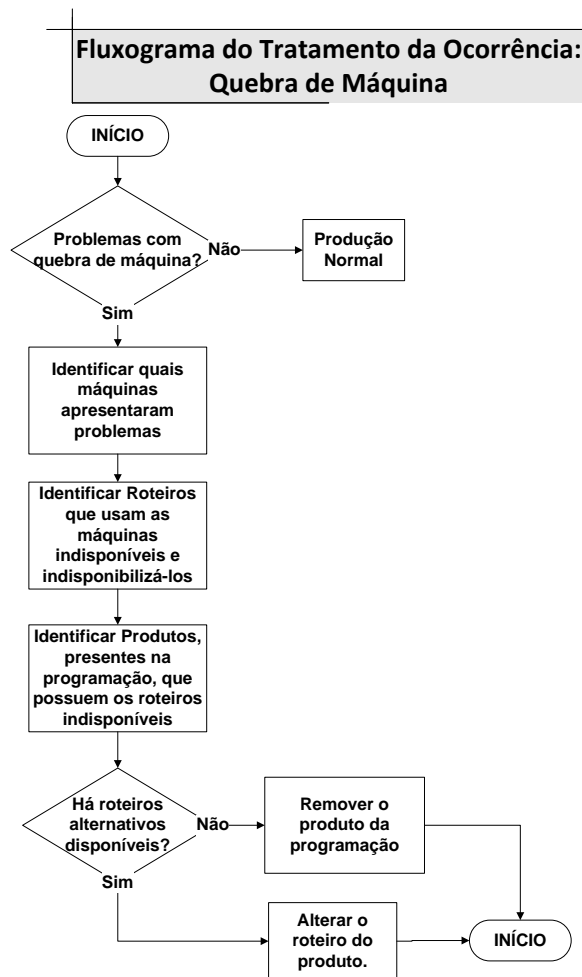 Fluxograma do Tratamento da Ocorrência:
Quebra de Máquina
INÍCIO
Problemas com
quebra de máquina?
Não
Produção
Normal
Sim
Identificar quais
máquinas
apresentaram
problemas
Identificar Roteiros
que usam as
máquinas
indisponíveis e
indisponibilizá-los
Identificar Produtos,
presentes na
programação, que
possuem os roteiros
indisponíveis
Há roteiros
alternativos
disponíveis?
Não
Remover o
produto da
programação
Sim
Alterar o
roteiro do
produto.
INÍCIO